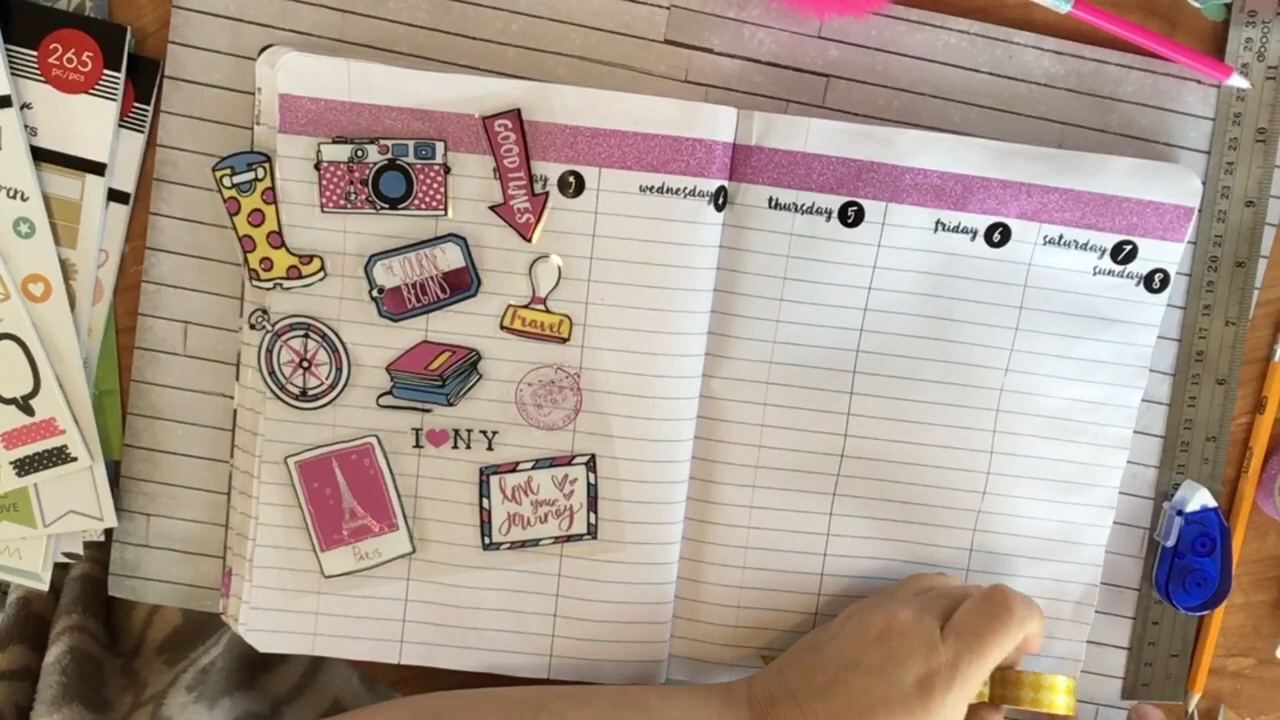 265
pc/pcs
GOOD TIMES
3
wednesday 4
thursday 5
friday 6
saturday 7
sunday 8
THE JOURNEY
BEGINS
Travel
I NY
PARIS
love
your
journey